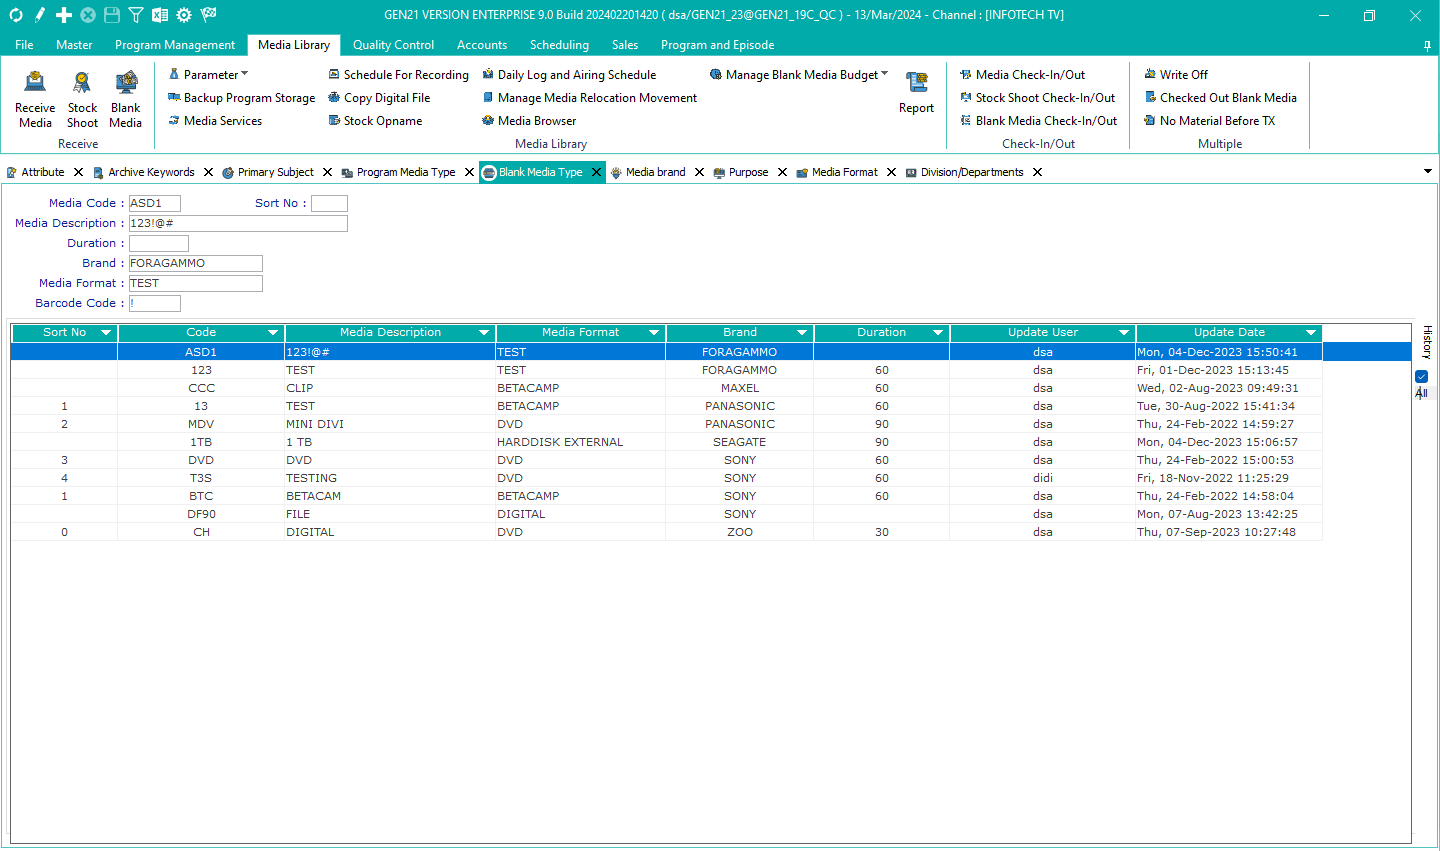 GEN21 VERSION ENTERPRISE 9.0 Build 202402201420 ( dsa/GEN21_23@GEN21_19C_QC ) - 13/Mar/2024 - Channel : [INFOTECH TV]
File Master Program Management Media Library Quality Control Accounts Scheduling Sales Program and Episode
Parameter Schedule For Recording Daily Log and Airing Schedule Manage Blank Media Budget Media Check-In/Out Write Off
Backup Program Storage Copy Digital File Manage Media Relocation Movement Stock Shoot Check-In/Out Checked Out Blank Media
Receive Media Stock Shoot Blank Media Report
Media Services Stock Opname Media Browser Blank Media Check-In/Out No Material Before TX
Receive Media Library Check-In/Out Multiple
Attribute Archive Keywords Primary Subject Program Media Type Blank Media Type Media brand Purpose Media Format Division/Departments
Media Code : ASD1 Sort No :
Media Description : 123!@#
Duration :
Brand : FORAGAMMO
Media Format : TEST
Barcode Code : !
Sort No Code Media Description Media Format Brand Duration Update User Update Date
ASD1 123!@# TEST FORAGAMMO dsa Mon, 04-Dec-2023 15:50:41
123 TEST TEST FORAGAMMO 60 dsa Fri, 01-Dec-2023 15:13:45
CCC CLIP BETACAMP MAXEL 60 dsa Wed, 02-Aug-2023 09:49:31
1 13 TEST BETACAMP PANASONIC 60 dsa Tue, 30-Aug-2022 15:41:34
2 MDV MINI DIVI DVD PANASONIC 90 dsa Thu, 24-Feb-2022 14:59:27
1TB 1 TB HARDDISK EXTERNAL SEAGATE 90 dsa Mon, 04-Dec-2023 15:06:57
3 DVD DVD DVD SONY 60 dsa Thu, 24-Feb-2022 15:00:53
4 T3S TESTING DVD SONY 60 didi Fri, 18-Nov-2022 11:25:29
1 BTC BETACAM BETACAMP SONY 60 dsa Thu, 24-Feb-2022 14:58:04
DF90 FILE DIGITAL SONY dsa Mon, 07-Aug-2023 13:42:25
0 CH DIGITAL DVD ZOO 30 dsa Thu, 07-Sep-2023 10:27:48
History
All